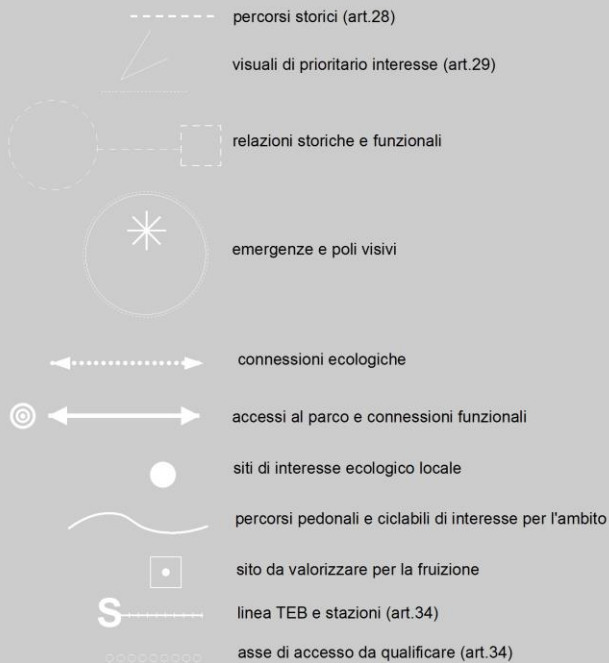 percorsi storici (art.28)
visuali di prioritario interesse (art.29)
relazioni storiche e funzionali
emergenze e poli visivi
connessioni ecologiche
accessi al parco e connessioni funzionali
siti di interesse ecologico locale
percorsi pedonali e ciclabili di interesse per l'ambito
sito da valorizzare per la fruizione
S linea TEB e stazioni (art.34)
asse di accesso da qualificare (art.34)